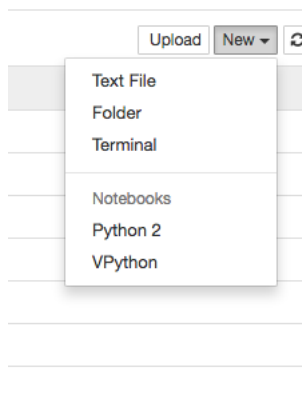 Upload New
Text File
Folder
Terminal
Notebooks
Python 2
VPython